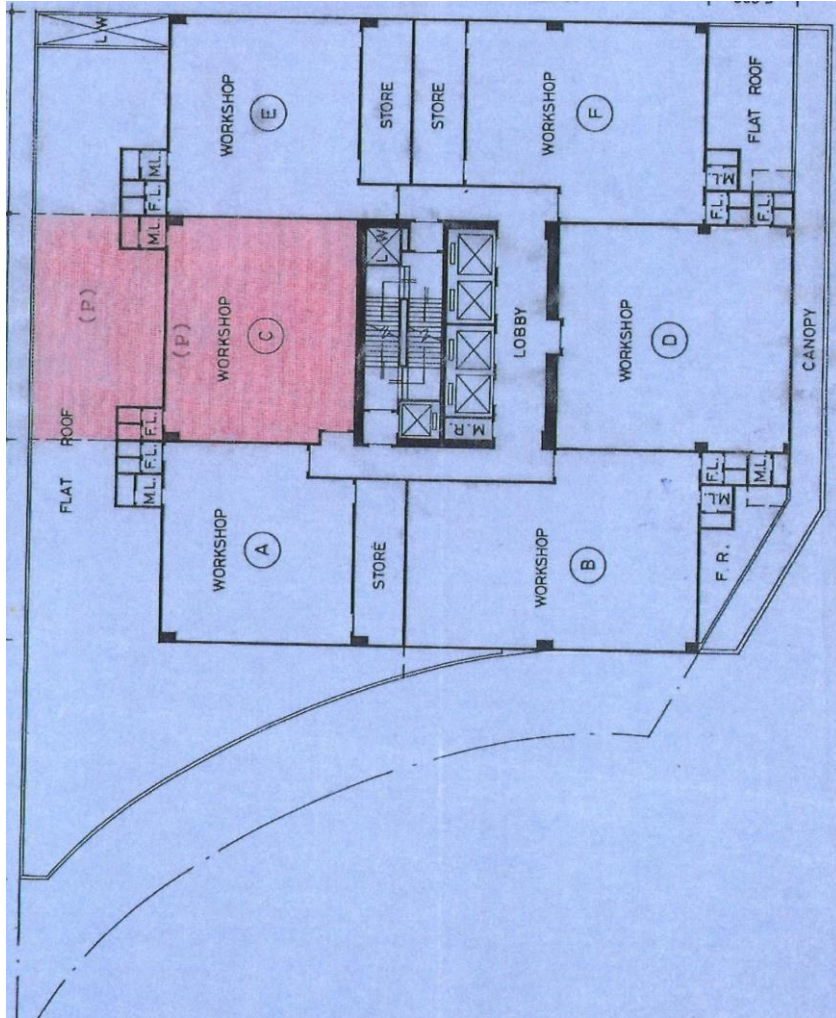 L.W.
WORKSHOP
E
STORE
STORE
WORKSHOP
F
FLAT ROOF
M.L.
F.L.
M.L.
M.L.
F.L.
F.L.
(P)
(P)
WORKSHOP
C
L.W.
LOBBY
WORKSHOP
D
CANOPY
M.R.
FLAT ROOF
F.L.
F.L.
M.L.
WORKSHOP
A
STORE
WORKSHOP
B
F.L.
M.L.
M.L.
F.R.